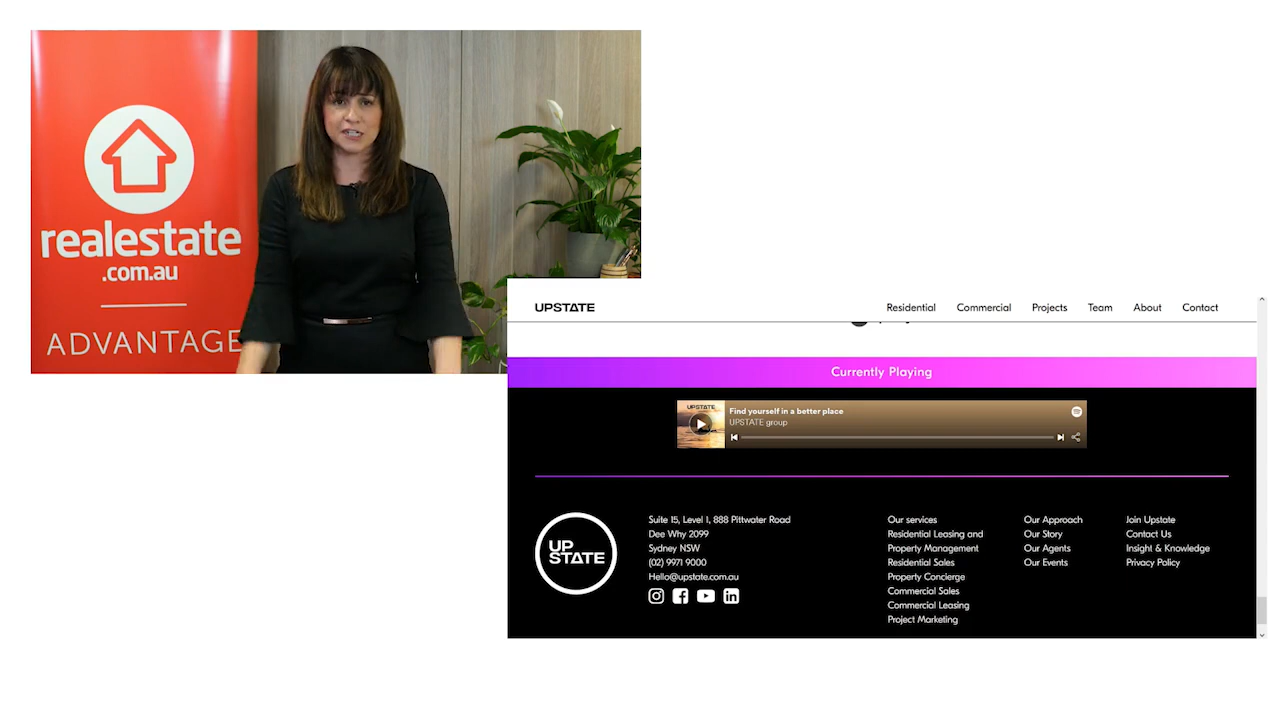 realestate
.com.au
ADVANTAGE
UPSTATE
Residential
Commercial
Projects
Team
About
Contact
Currently Playing
UPSTATE
Find yourself in a better place
UPSTATE group
UP
STATE
Suite 15, Level 1, 888 Pittwater Road
Dee Why 2099
Sydney NSW
(02) 9971 9000
Hello@upstate.com.au
Our services
Residential Leasing and
Property Management
Residential Sales
Property Concierge
Commercial Sales
Commercial Leasing
Project Marketing
Our Approach
Our Story
Our Agents
Our Events
Join Upstate
Contact Us
Insight & Knowledge
Privacy Policy